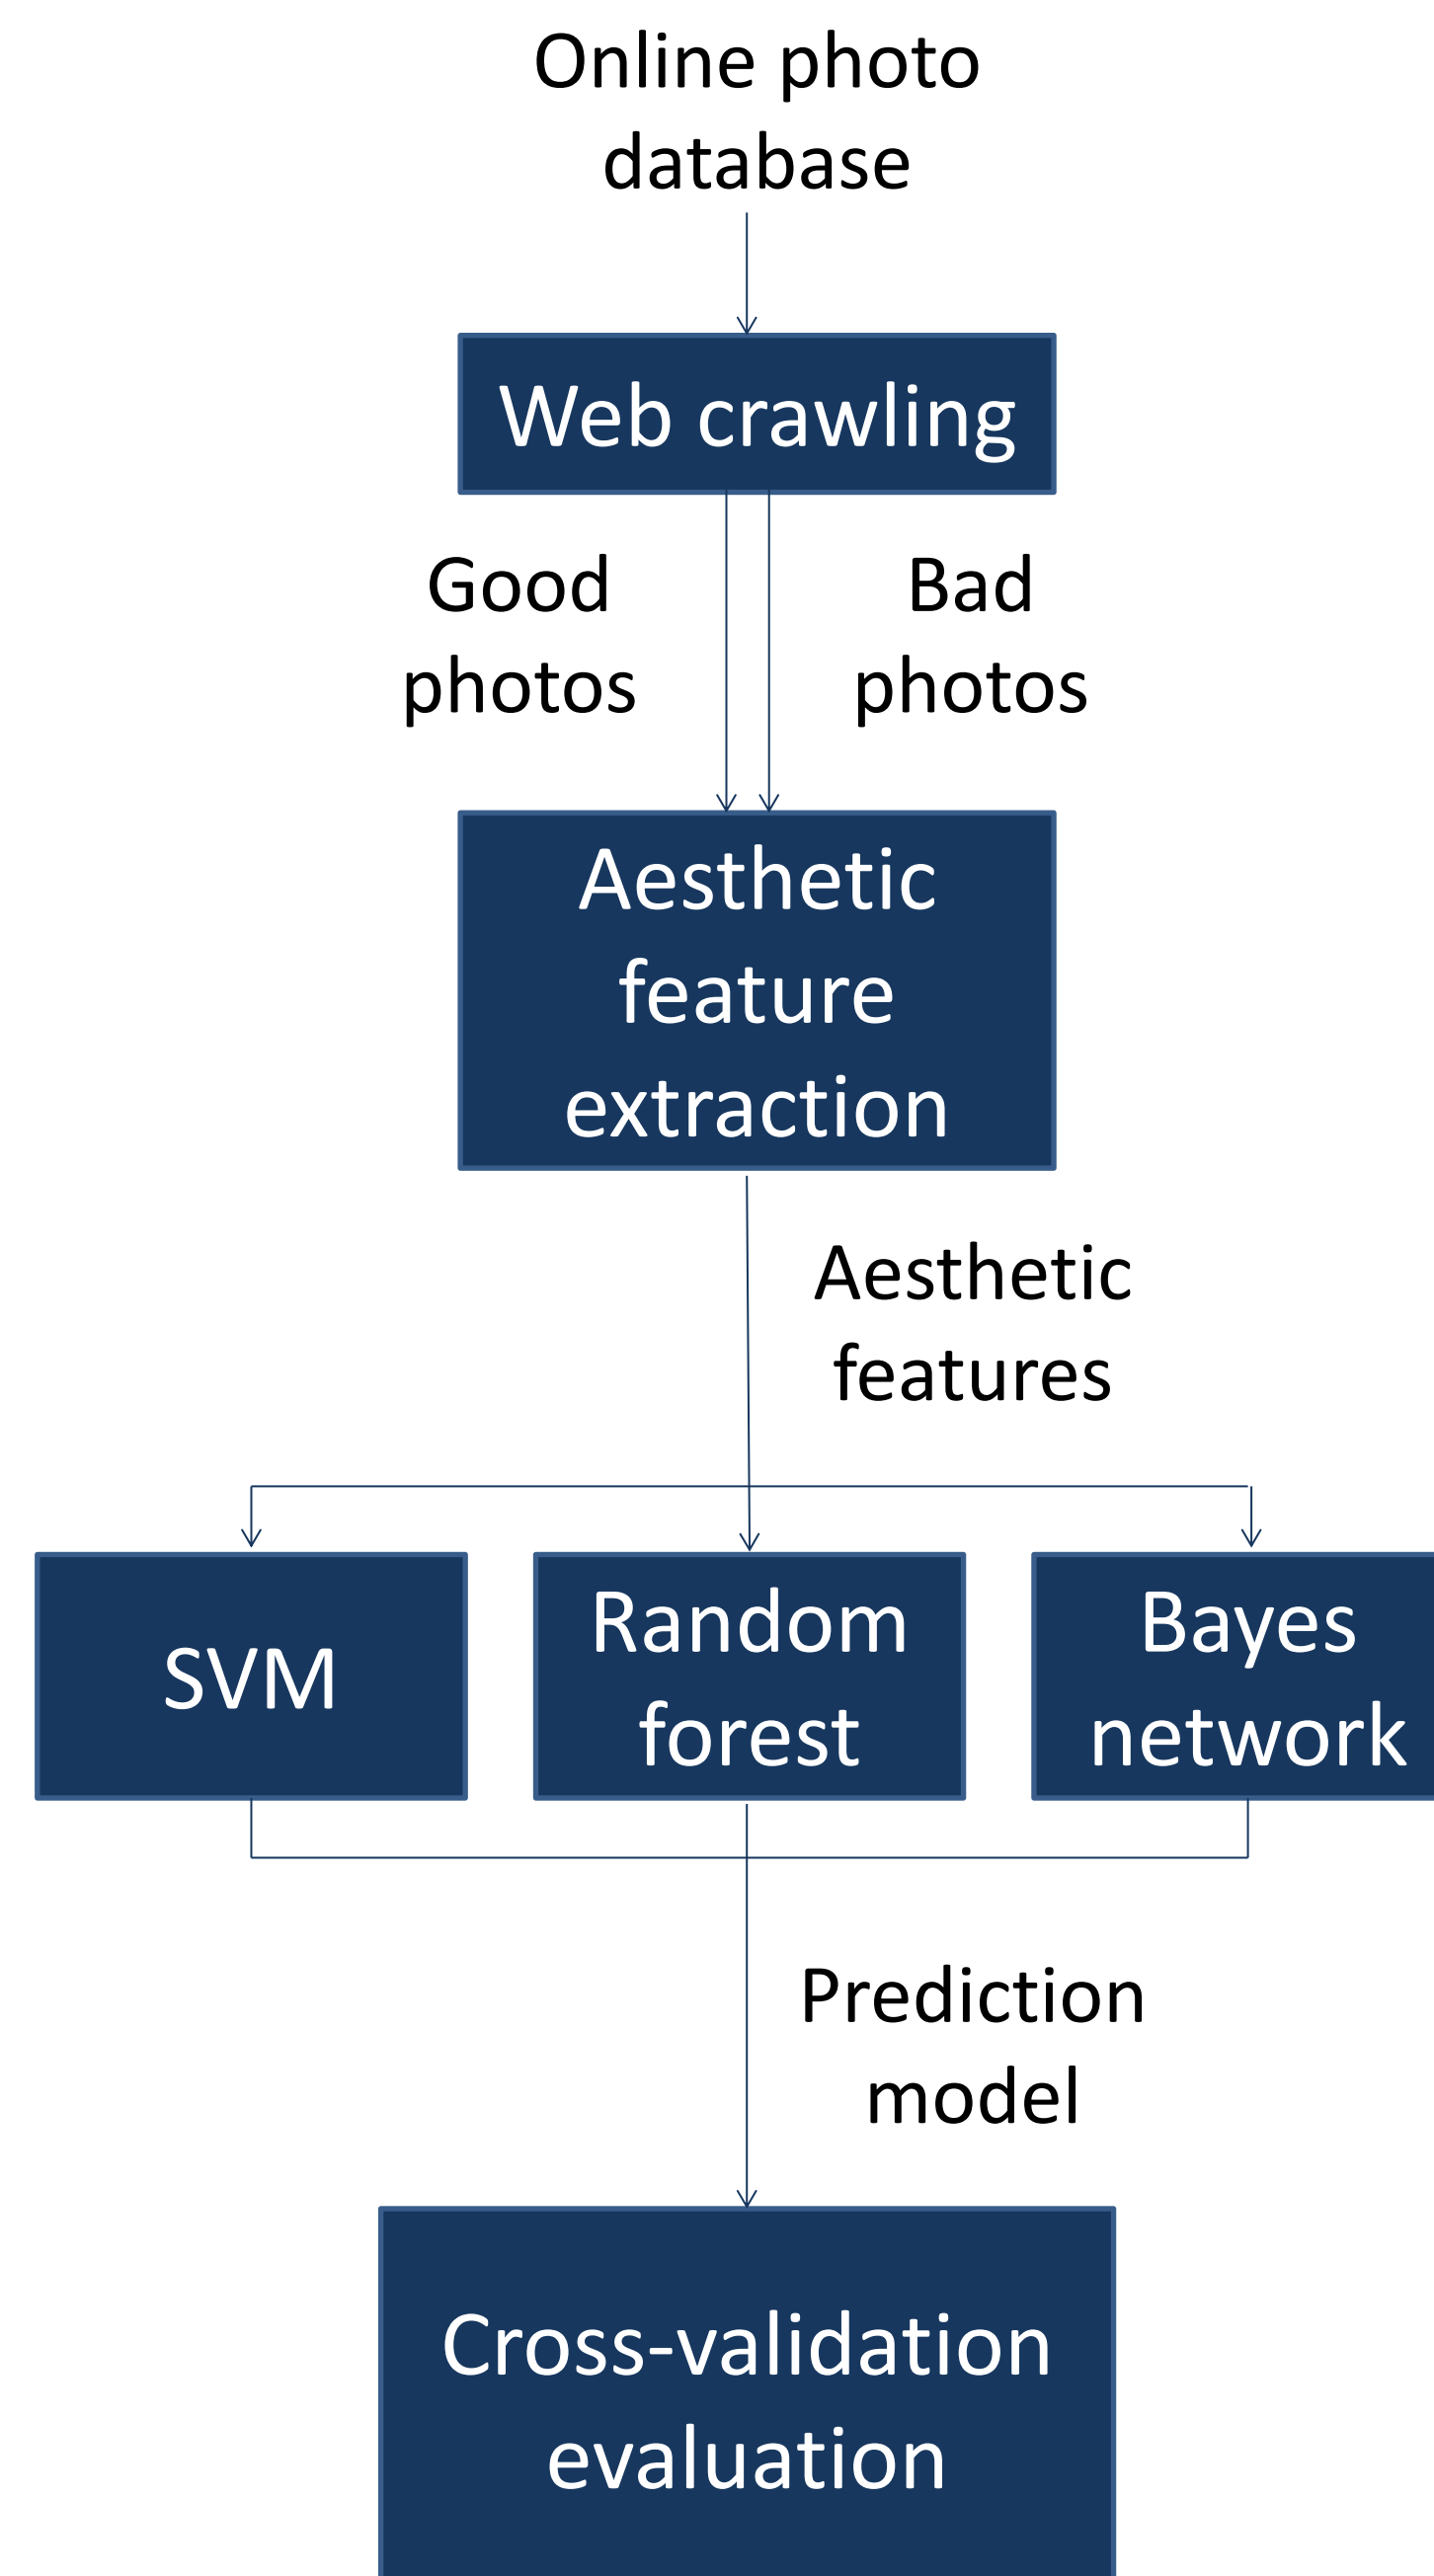 Online photo
database
Web crawling
Good
photos
Bad
photos
Aesthetic
feature
extraction
Aesthetic
features
SVM
Random
forest
Bayes
network
Prediction
model
Cross-validation
evaluation